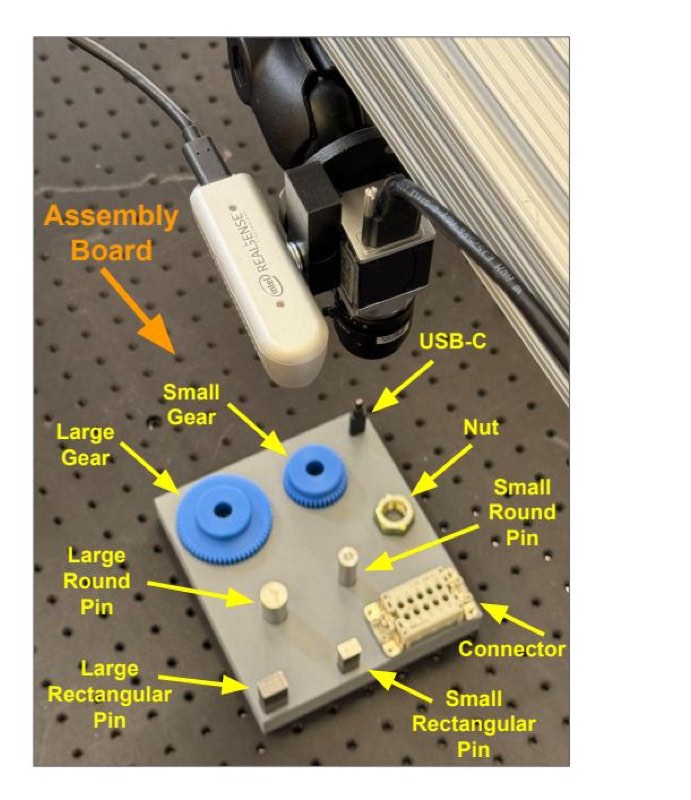 Assembly
Board
intel REALSENSE
USB-C
Small
Gear
Large
Gear
Nut
Small
Round
Pin
Large
Round
Pin
Connector
Large
Rectangular
Pin
Small
Rectangular
Pin